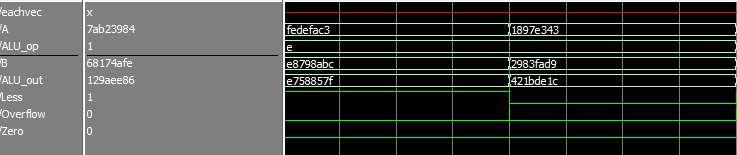 /eachvec x
/A 7ab23984 fedefac3 1897e343
/ALU_op 1 e
/B 68174afe e8798abc 2983fad9
/ALU_out 129aee86 e758857f 421bde1c
/Less 1
/Overflow 0
/Zero 0